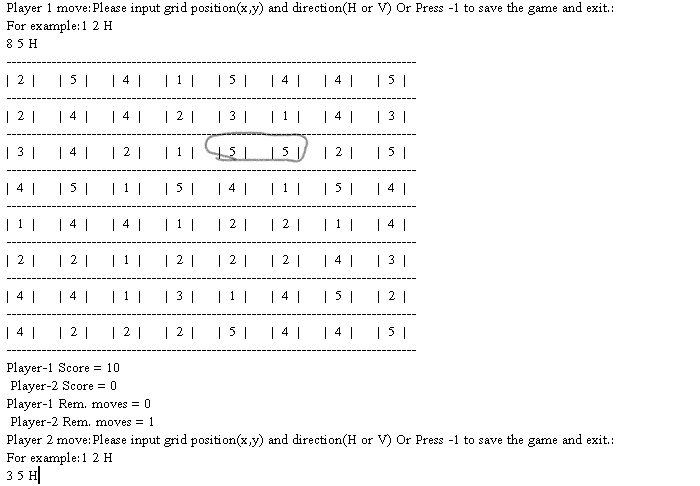 Player 1 move:Please input grid position(x,y) and direction(H or V) Or Press -1 to save the game and exit.:
For example:1 2 H
8 5 H
------------------------------------------------------------------------------------
| 2 | | 5 | | 4 | | 1 | | 5 | | 4 | | 4 | | 5 |
------------------------------------------------------------------------------------
| 2 | | 4 | | 4 | | 2 | | 3 | | 1 | | 4 | | 3 |
------------------------------------------------------------------------------------
| 3 | | 4 | | 2 | | 1 | | 5 | | 5 | | 2 | | 5 |
------------------------------------------------------------------------------------
| 4 | | 5 | | 1 | | 5 | | 4 | | 1 | | 5 | | 4 |
------------------------------------------------------------------------------------
| 1 | | 4 | | 4 | | 1 | | 2 | | 2 | | 1 | | 4 |
------------------------------------------------------------------------------------
| 2 | | 2 | | 1 | | 2 | | 2 | | 2 | | 4 | | 3 |
------------------------------------------------------------------------------------
| 4 | | 4 | | 1 | | 3 | | 1 | | 4 | | 5 | | 2 |
------------------------------------------------------------------------------------
| 4 | | 2 | | 2 | | 2 | | 5 | | 4 | | 4 | | 5 |
------------------------------------------------------------------------------------
Player-1 Score = 10
Player-2 Score = 0
Player-1 Rem. moves = 0
Player-2 Rem. moves = 1
Player 2 move:Please input grid position(x,y) and direction(H or V) Or Press -1 to save the game and exit.:
For example:1 2 H
3 5 H